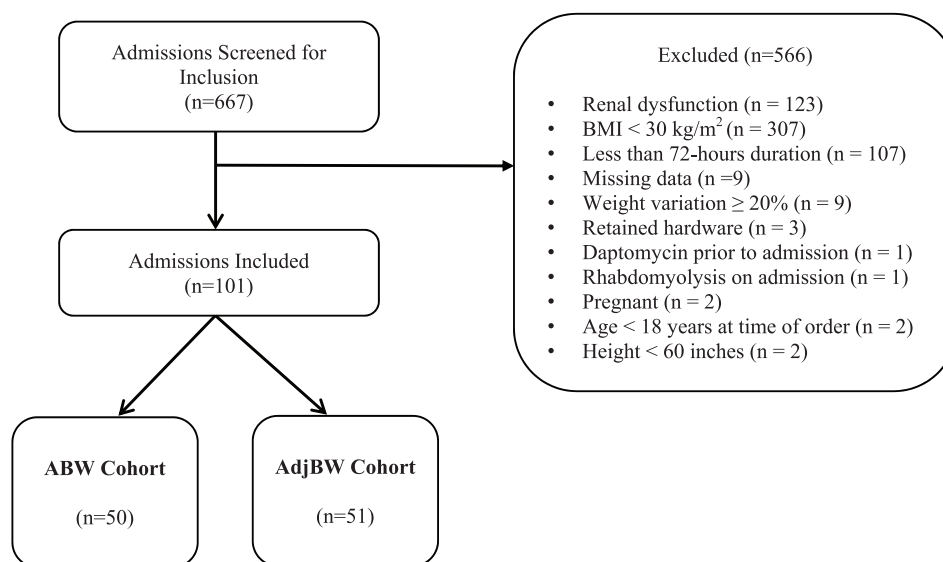 Admissions Screened for
Inclusion
(n=667)
Excluded (n=566)
• Renal dysfunction (n = 123)
• BMI < 30 kg/m² (n = 307)
• Less than 72-hours duration (n = 107)
• Missing data (n =9)
• Weight variation ≥ 20% (n = 9)
• Retained hardware (n = 3)
• Daptomycin prior to admission (n = 1)
• Rhabdomyolysis on admission (n = 1)
• Pregnant (n = 2)
• Age < 18 years at time of order (n = 2)
• Height < 60 inches (n = 2)
Admissions Included
(n=101)
ABW Cohort
(n=50)
AdjBW Cohort
(n=51)